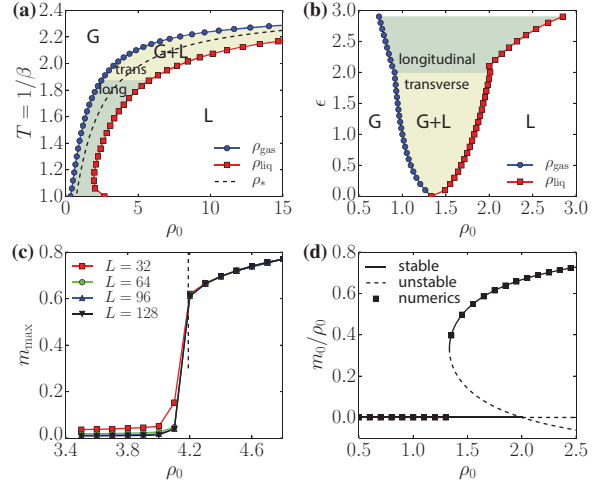 (a)
2.4
2.2
2.0
1.8
1.6
1.4
1.2
1.0
T = 1/β
G
G+L
trans
long
L
ρgas
ρliq
ρ*
0
5
10
15
ρ0
(b)
3.0
2.5
2.0
1.5
1.0
0.5
0.0
ϵ
longitudinal
transverse
G
G+L
L
ρgas
ρliq
0.5
1.0
1.5
2.0
2.5
3.0
ρ0
(c)
0.8
0.6
0.4
0.2
0.0
mmax
L = 32
L = 64
L = 96
L = 128
3.4
3.8
4.2
4.6
ρ0
(d)
0.8
0.6
0.4
0.2
0.0
m0/ρ0
stable
unstable
numerics
0.5
1.0
1.5
2.0
2.5
ρ0